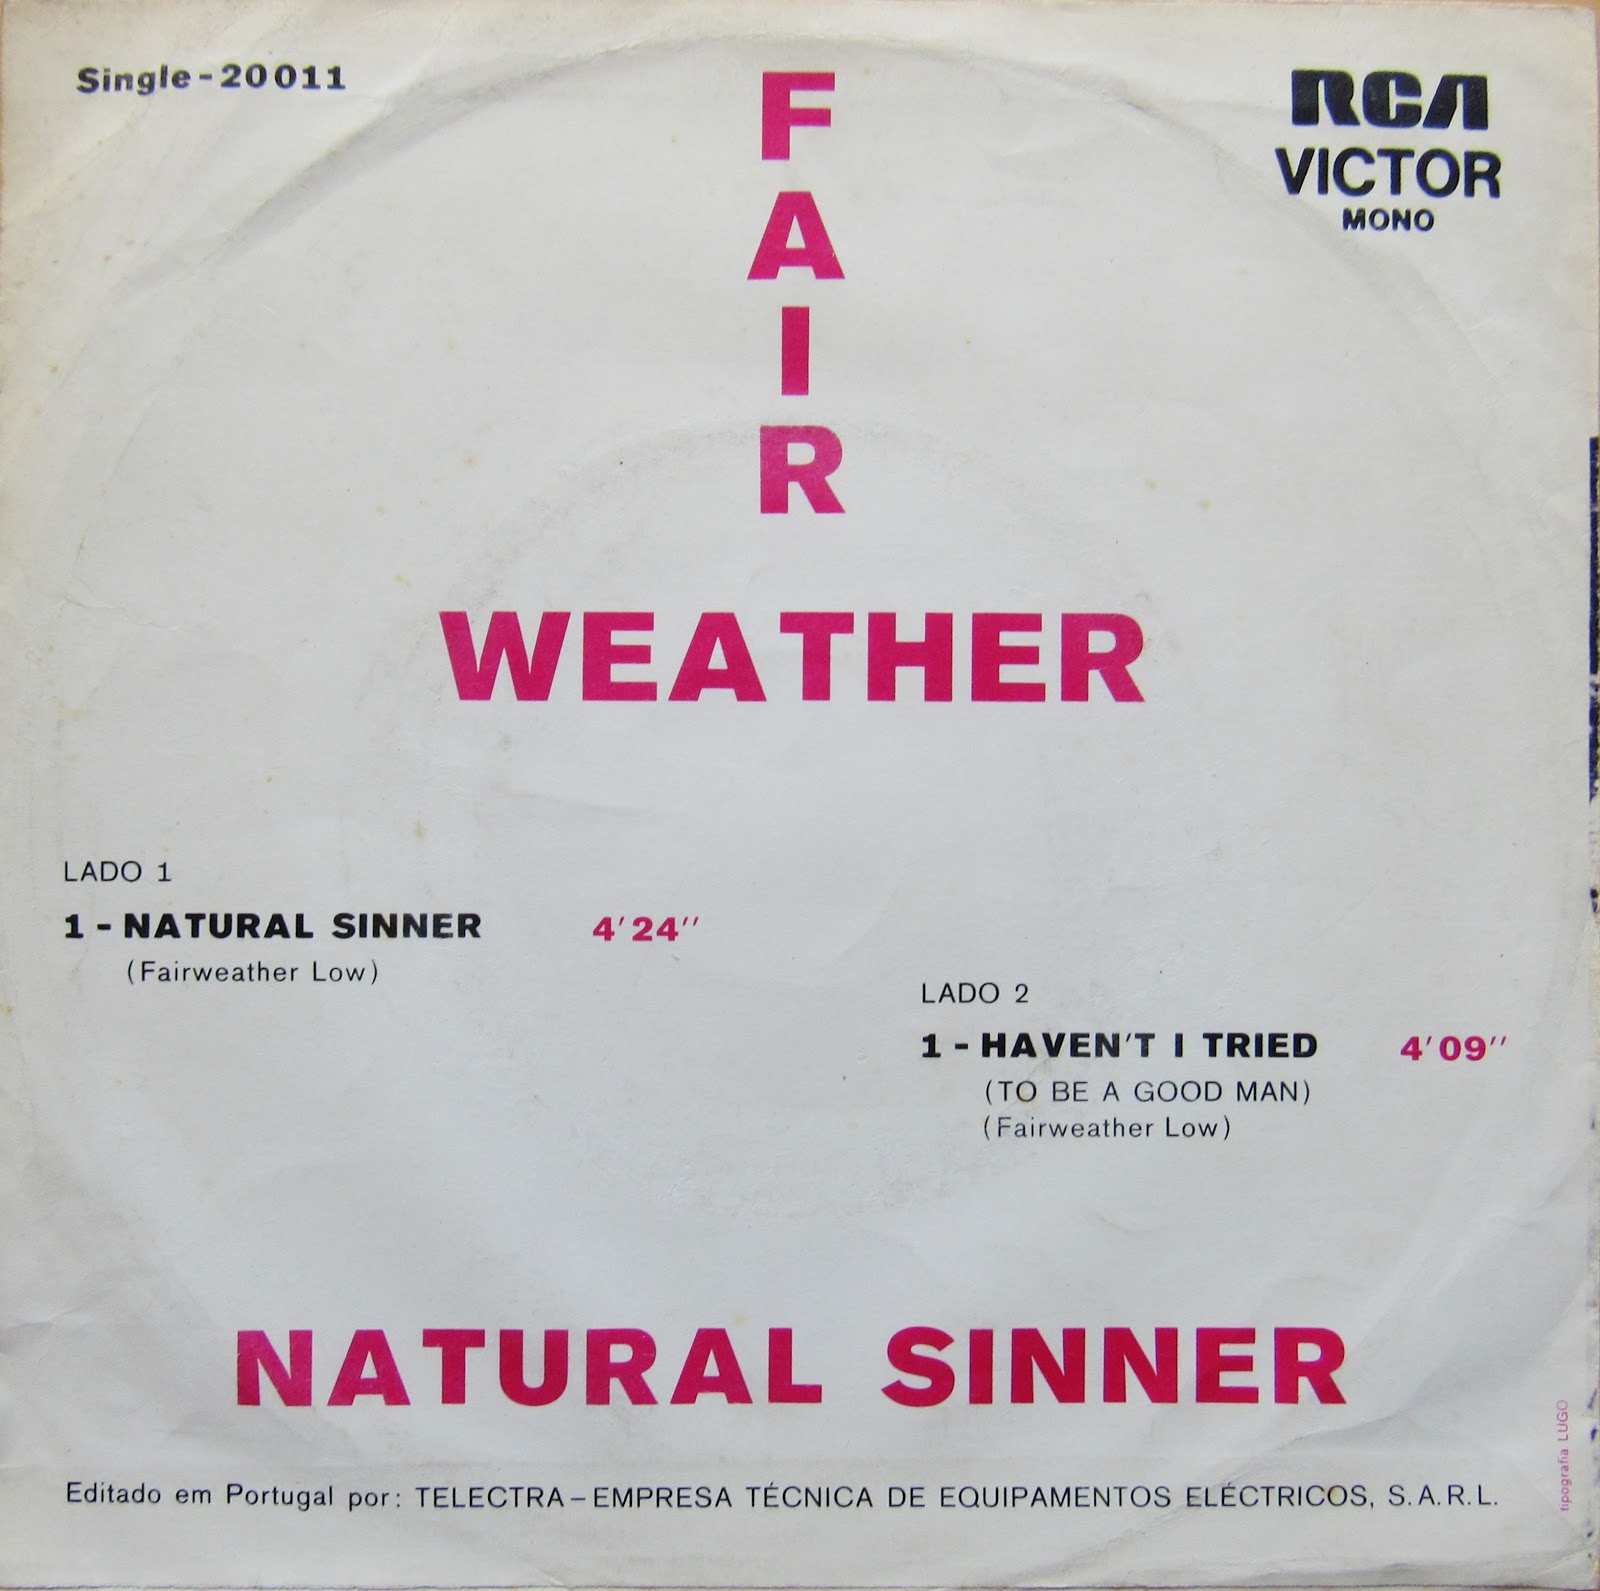 Single-20011
RCA
VICTOR
MONO
FAIR
WEATHER
LADO 1
1 - NATURAL SINNER 4'24''
(Fairweather Low)
LADO 2
1 - HAVEN'T I TRIED 4'09''
(TO BE A GOOD MAN)
(Fairweather Low)
NATURAL SINNER
Editado em Portugal por: TELECTRA - EMPRESA TÉCNICA DE EQUIPAMENTOS ELÉCTRICOS, S.A.R.L.
tipografia LUGO